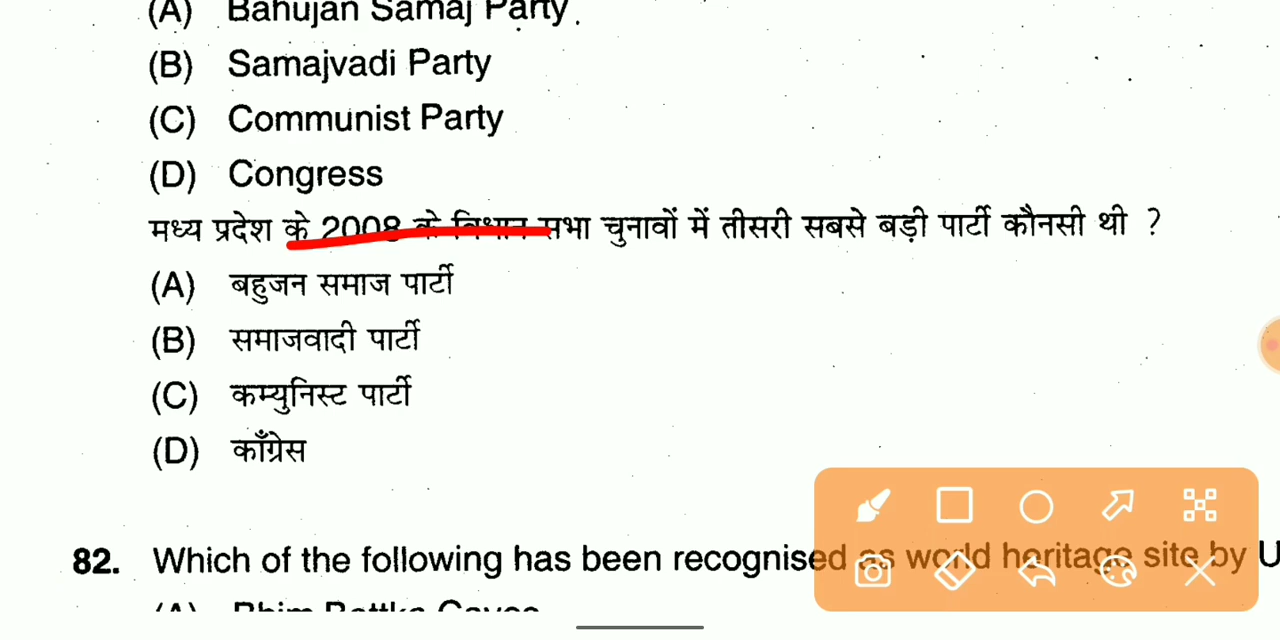 (A) Bahujan Samaj Party.
(B) Samajvadi Party
(C) Communist Party
(D) Congress
मध्य प्रदेश के 2008 के विधान सभा चुनावों में तीसरी सबसे बड़ी पार्टी कौनसी थी ?
(A) बहुजन समाज पार्टी
(B) समाजवादी पार्टी
(C) कम्युनिस्ट पार्टी
(D) काँग्रेस
82. Which of the following has been recognised as world heritage site by U